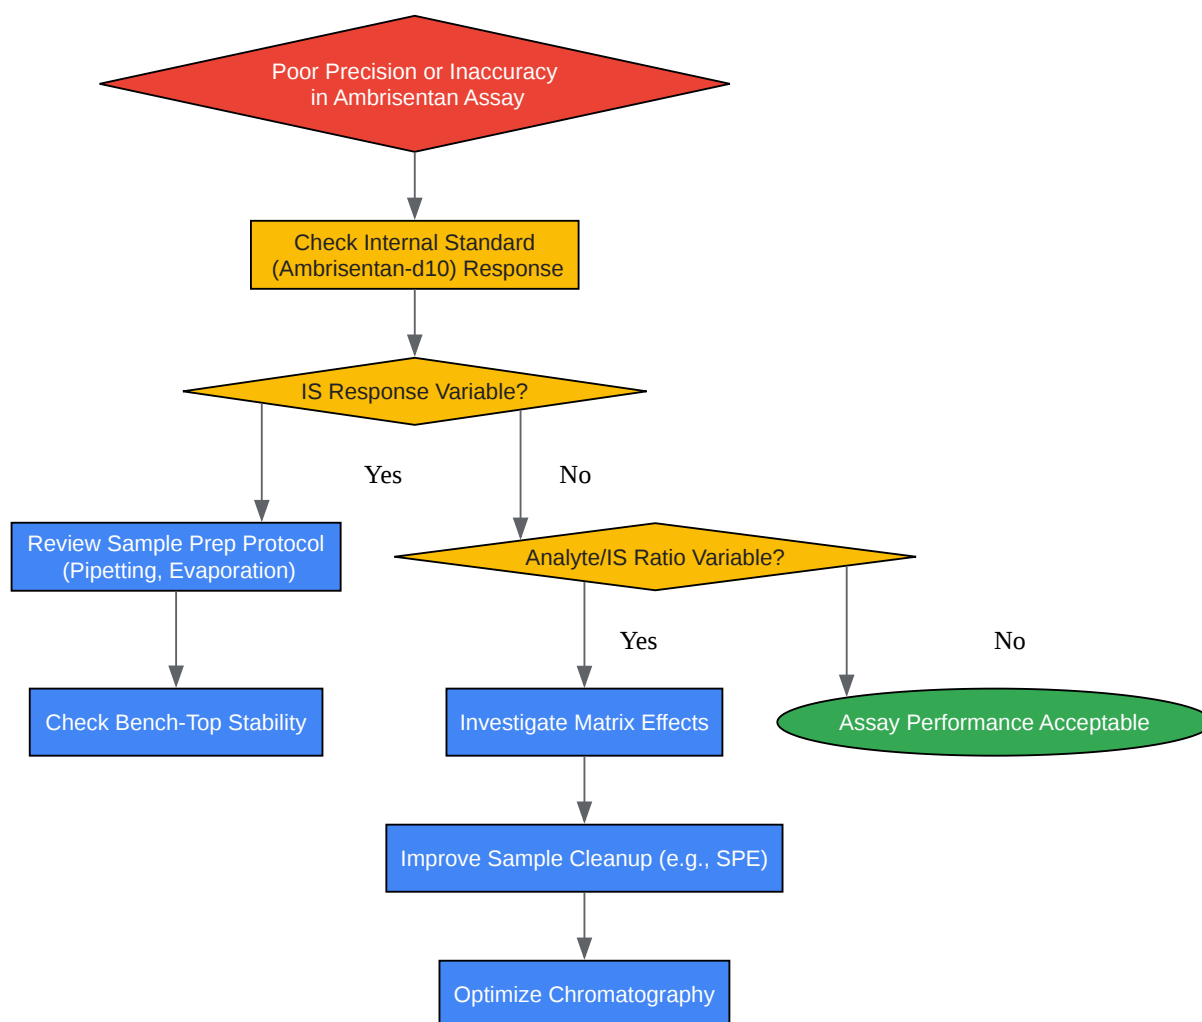 Poor Precision or Inaccuracy
in Ambrisentan Assay
Check Internal Standard
(Ambrisentan-d10) Response
IS Response Variable?
Yes
No
Review Sample Prep Protocol
(Pipetting, Evaporation)
Analyte/IS Ratio Variable?
Yes
No
Check Bench-Top Stability
Investigate Matrix Effects
Assay Performance Acceptable
Improve Sample Cleanup (e.g., SPE)
Optimize Chromatography